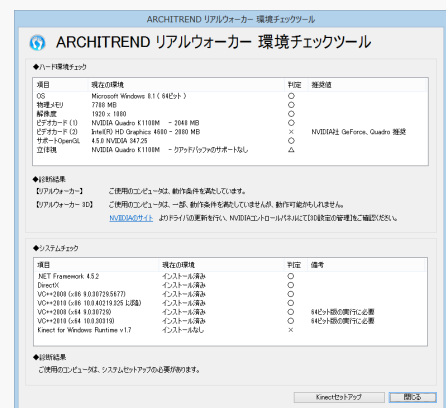 ARCHITREND リアルウォーカー 環境チェックツール
ARCHITREND リアルウォーカー 環境チェックツール
◆ハード環境チェック
項目 現在の環境 判定 推奨値
OS Microsoft Windows 8.1 ( 64ビット ) ○
物理メモリ 7788 MB ○
解像度 1920 x 1080 ○
ビデオカード (1) NVIDIA Quadro K1100M - 2048 MB ○
ビデオカード (2) Intel(R) HD Graphics 4600 - 2080 MB × NVIDIA社 GeForce、Quadro 推奨
サポートOpenGL 4.5.0 NVIDIA 347.25 ○
立体視 NVIDIA Quadro K1100M - クアッドバッファのサポートなし △
◆診断結果
【リアルウォーカー】 ご使用のコンピュータは、動作条件を満たしています。
【リアルウォーカー 3D】 ご使用のコンピュータは、一部、動作条件を満たしていませんが、動作可能かもしれません。
NVIDIAのサイト よりドライバの更新を行い、NVIDIAコントロールパネルにて[3D設定の管理]をご確認ください。
◆システムチェック
項目 現在の環境 判定 備考
.NET Framework 4.5.2 インストール済み ○
DirectX インストール済み ○
VC++2008 (x86 9.0.30729.5677) インストール済み ○
VC++2010 (x86 10.0.40219.325 以降) インストール済み ○
VC++2008 (x64 9.0.30729) インストール済み ○ 64ビット版の実行に必要
VC++2010 (x64 10.0.30319) インストール済み ○ 64ビット版の実行に必要
Kinect for Windows Runtime v1.7 インストールなし ×
◆診断結果
ご使用のコンピュータは、システムセットアップの必要があります。
Kinectセットアップ 閉じる